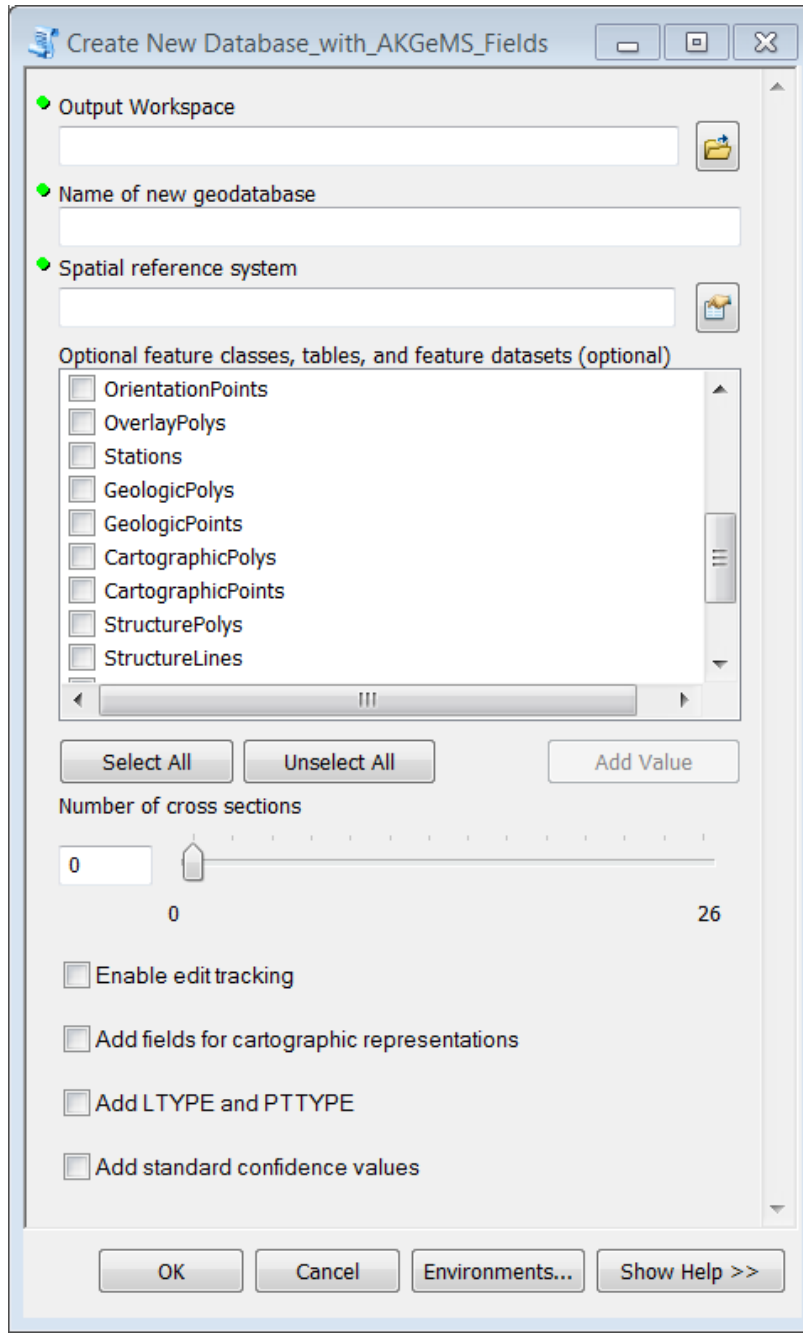 Create New Database_with_AKGeMS_Fields
Output Workspace
Name of new geodatabase
Spatial reference system
Optional feature classes, tables, and feature datasets (optional)
OrientationPoints
OverlayPolys
Stations
GeologicPolys
GeologicPoints
CartographicPolys
CartographicPoints
StructurePolys
StructureLines
Select All Unselect All Add Value
Number of cross sections
0
0 26
Enable edit tracking
Add fields for cartographic representations
Add LTYPE and PTTYPE
Add standard confidence values
OK Cancel Environments... Show Help >>